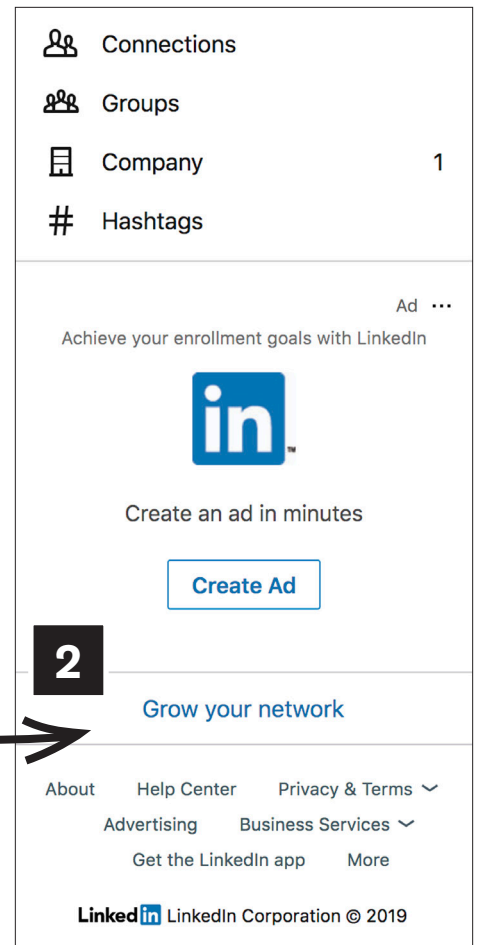 Connections
Groups
Company 1
# Hashtags
Ad ···
Achieve your enrollment goals with LinkedIn
in™
Create an ad in minutes
Create Ad
2
Grow your network
About Help Center Privacy & Terms
Advertising Business Services
Get the LinkedIn app More
Linked in LinkedIn Corporation © 2019